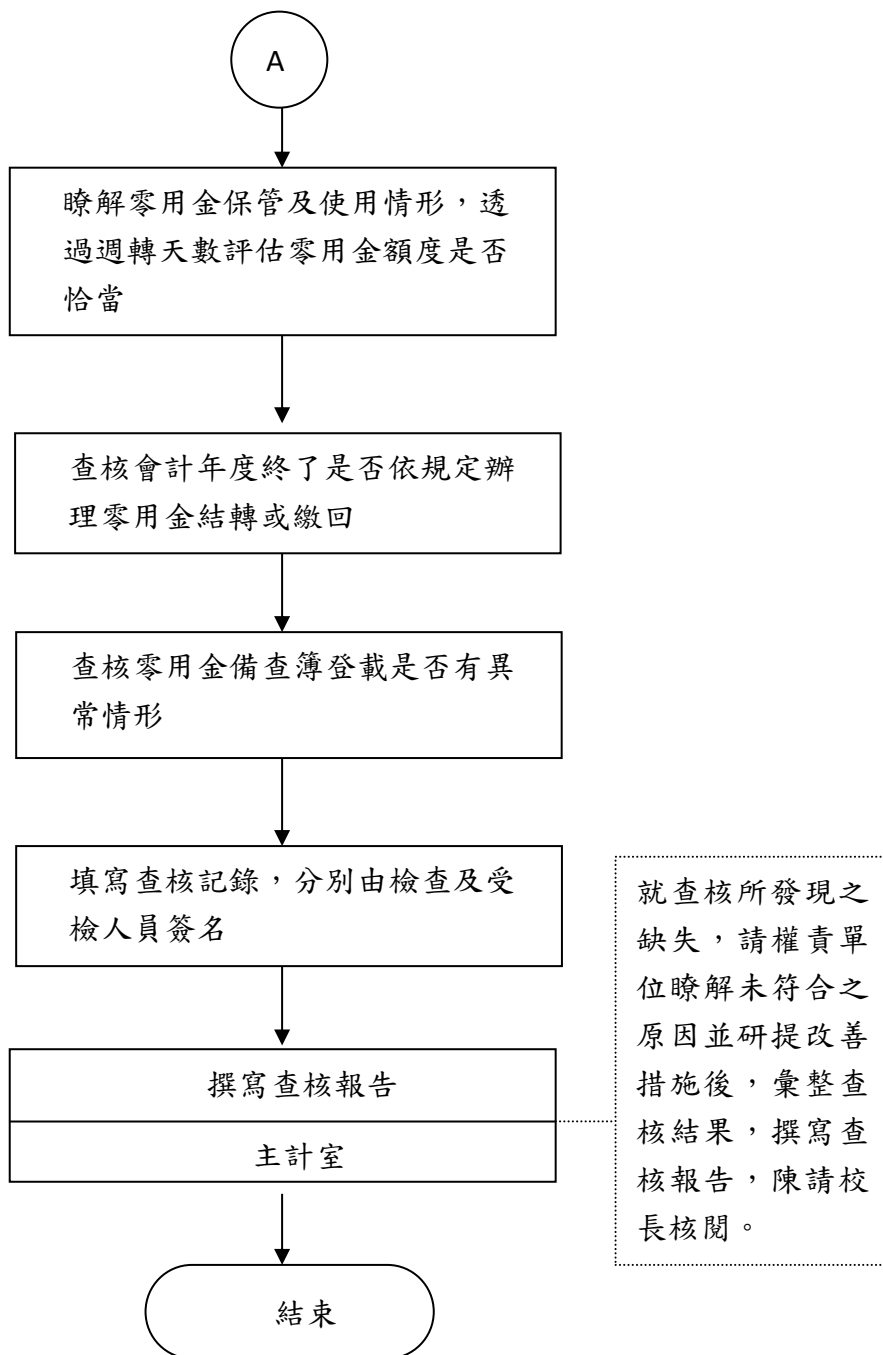 A
瞭解零用金保管及使用情形，透
過週轉天數評估零用金額度是否
恰當
查核會計年度終了是否依規定辦
理零用金結轉或繳回
查核零用金備查簿登載是否有異
常情形
填寫查核記錄，分別由檢查及受
檢人員簽名
撰寫查核報告
主計室
就查核所發現之
缺失，請權責單
位瞭解未符合之
原因並研提改善
措施後，彙整查
核結果，撰寫查
核報告，陳請校
長核閱。
結束